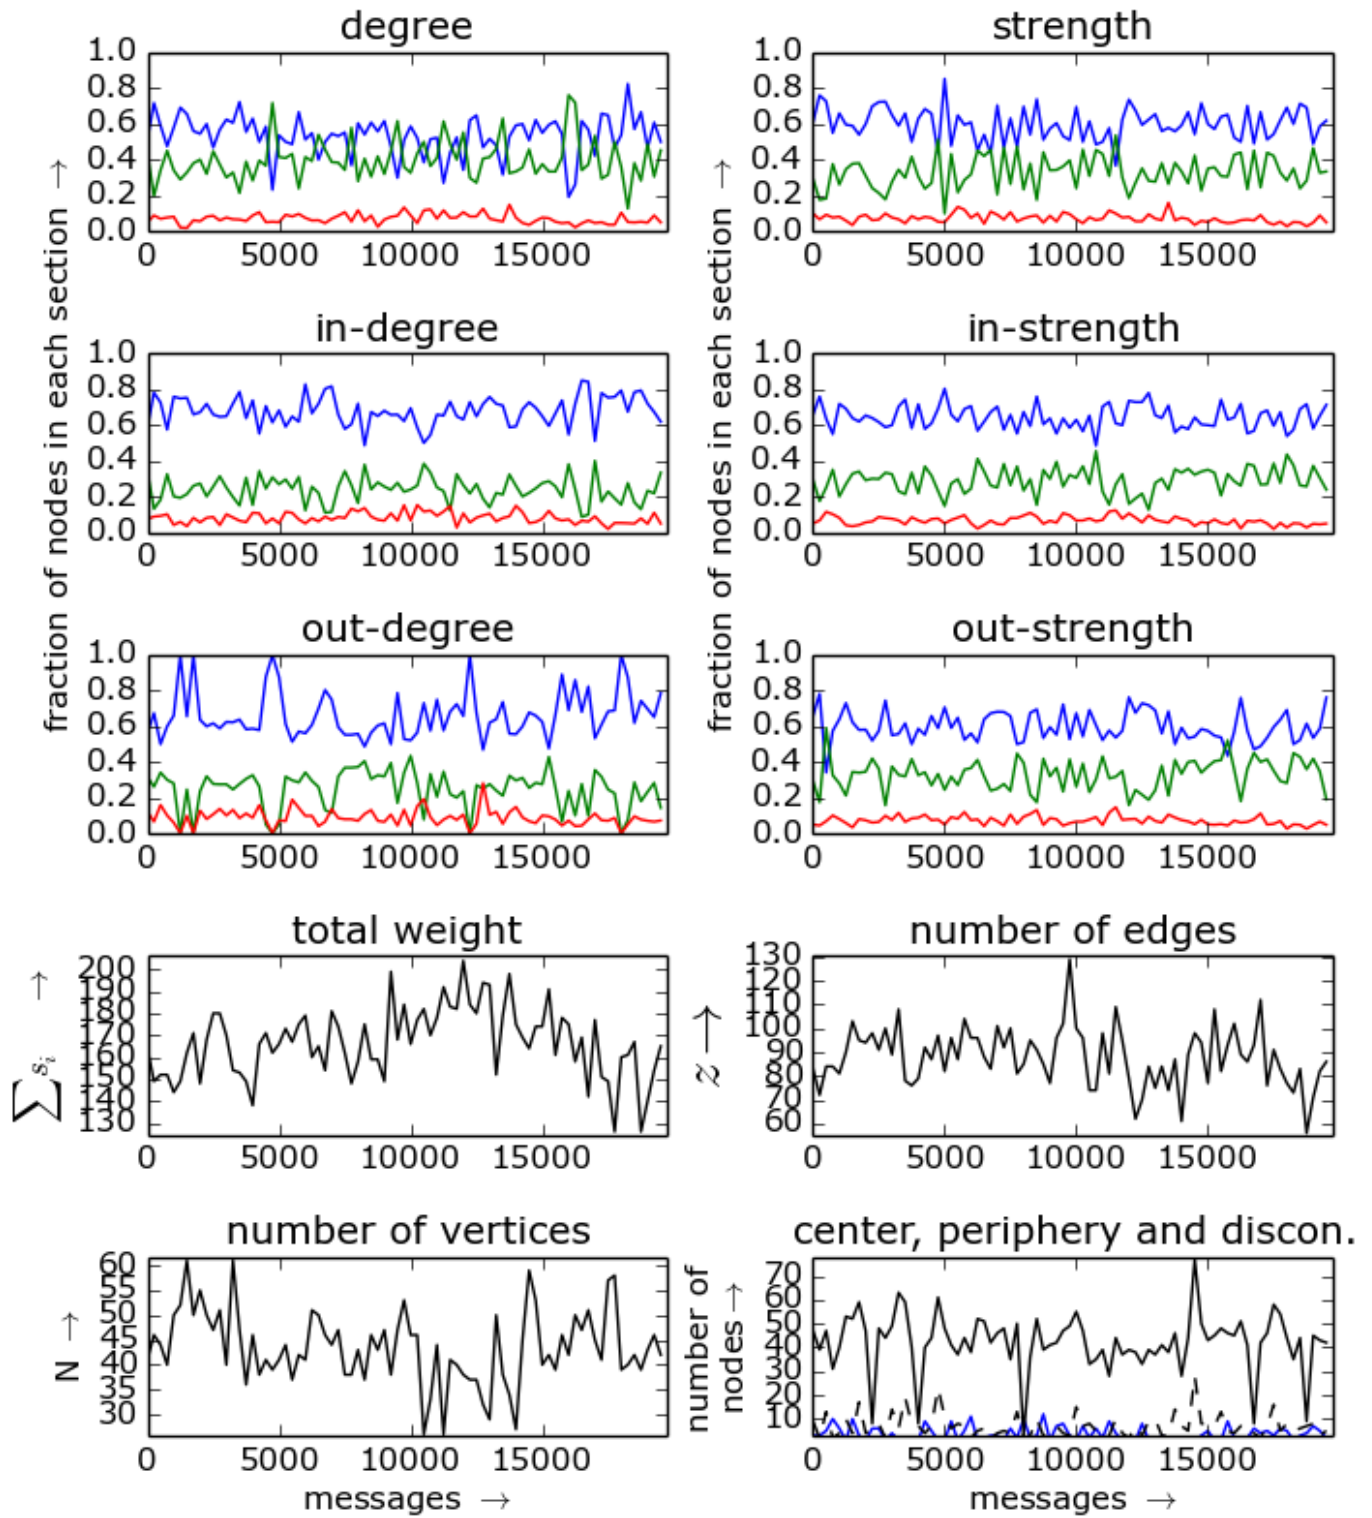 degree
strength
fraction of nodes in each section →
fraction of nodes in each section →
1.0
0.8
0.6
0.4
0.2
0.0
0 5000 10000 15000
1.0
0.8
0.6
0.4
0.2
0.0
0 5000 10000 15000
in-degree
in-strength
1.0
0.8
0.6
0.4
0.2
0.0
0 5000 10000 15000
1.0
0.8
0.6
0.4
0.2
0.0
0 5000 10000 15000
out-degree
out-strength
1.0
0.8
0.6
0.4
0.2
0.0
0 5000 10000 15000
1.0
0.8
0.6
0.4
0.2
0.0
0 5000 10000 15000
total weight
number of edges
∑ s_i →
200
190
180
170
160
150
140
130
0 5000 10000 15000
z →
130
120
110
100
90
80
70
60
0 5000 10000 15000
number of vertices
center, periphery and discon.
N →
60
55
50
45
40
35
30
0 5000 10000 15000
messages →
number of
nodes →
70
60
50
40
30
20
10
0 5000 10000 15000
messages →